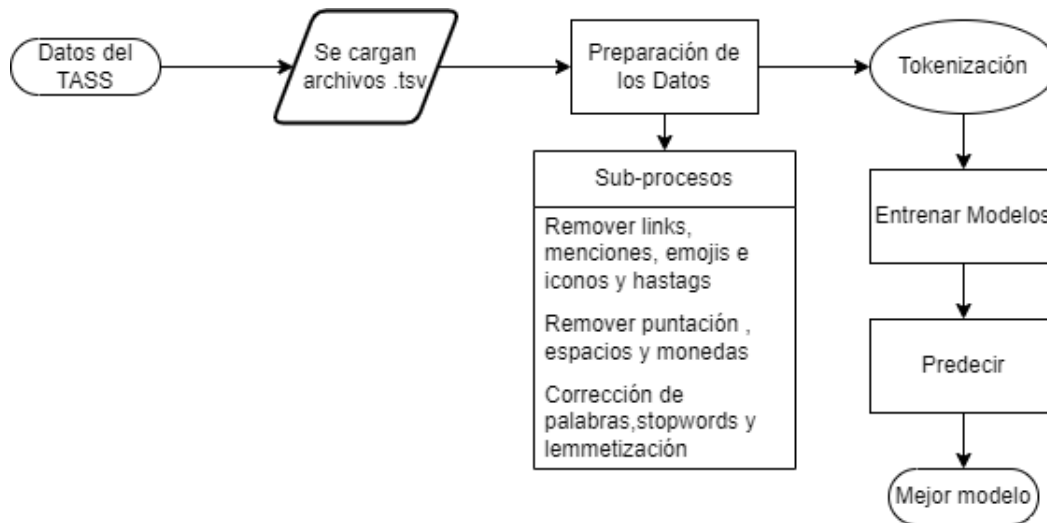 Datos del
TASS
Se cargan
archivos .tsv
Preparación de
los Datos
Tokenización
Sub-procesos
Remover links,
menciones, emojis e
iconos y hastags
Remover puntación ,
espacios y monedas
Corrección de
palabras,stopwords y
lemmetización
Entrenar Modelos
Predecir
Mejor modelo